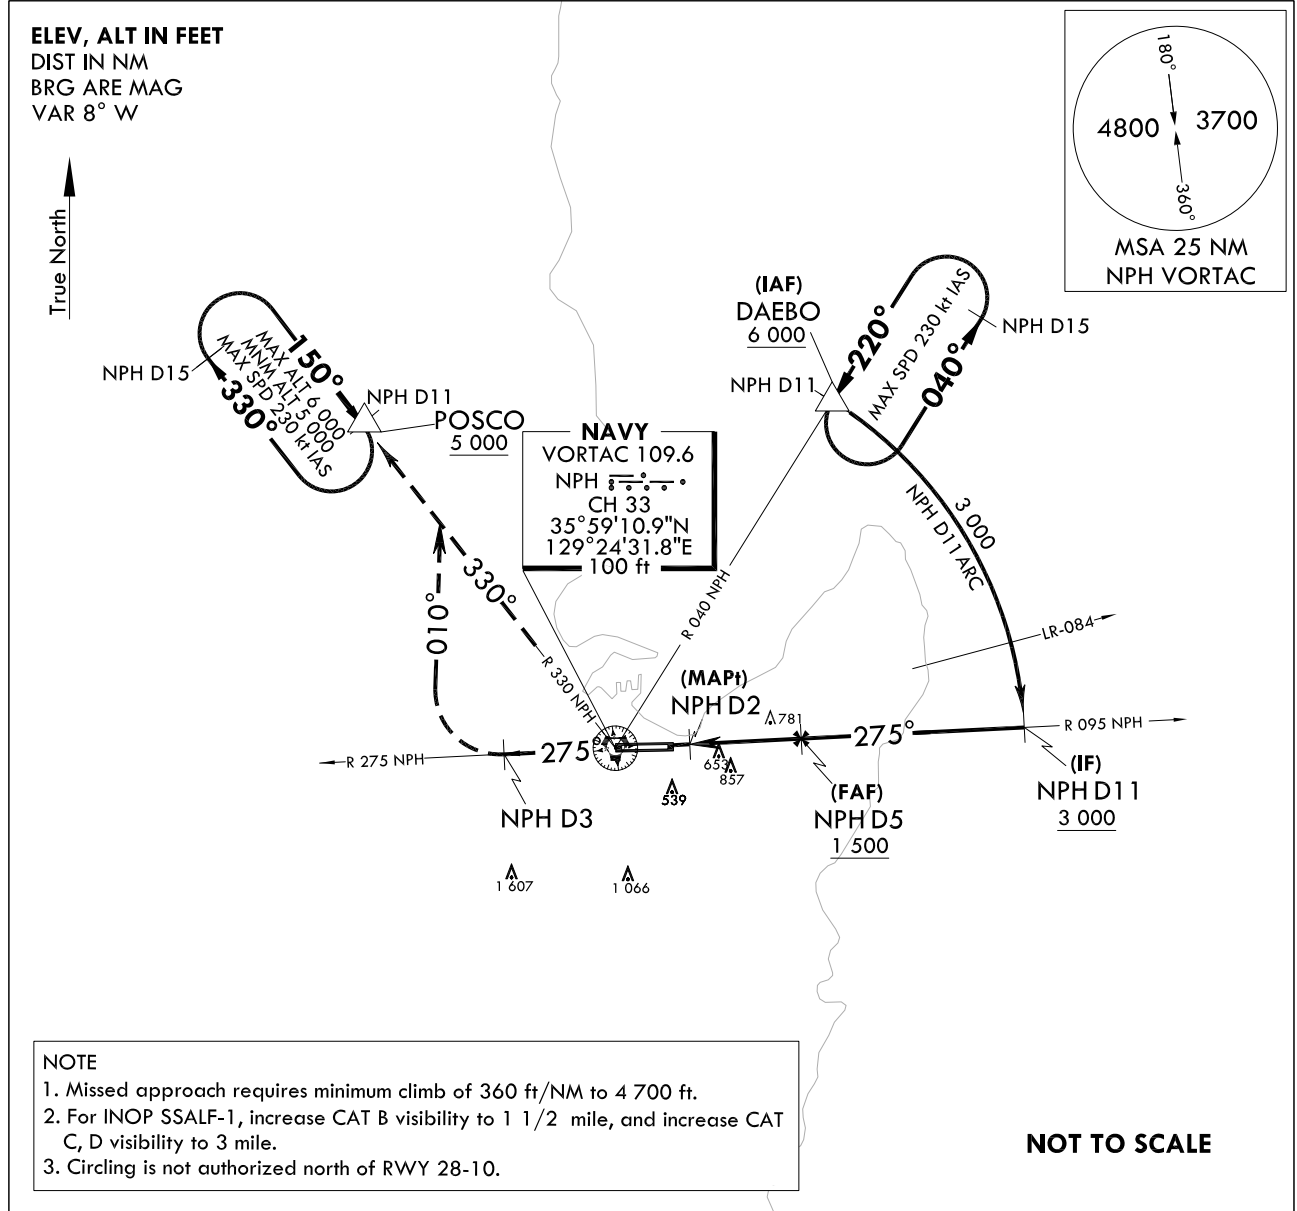 ELEV, ALT IN FEET
DIST IN NM
BRG ARE MAG
VAR 8° W
True North
180°
4800
3700
360°
MSA 25 NM
NPH VORTAC
(IAF)
DAEBO
6 000
NPH D11
220°
MAX SPD 230 kt IAS
040°
NPH D15
NPH D15
150°
MAX ALT 6 000
MNM ALT 5 000
MAX SPD 230 kt IAS
330°
NPH D11
POSCO
5 000
NAVY
VORTAC 109.6
NPH
CH 33
35°59'10.9"N
129°24'31.8"E
100 ft
3 000
NPH D11 ARC
R 040 NPH
330°
010°
R 330 NPH
LR-084
(MAPt)
NPH D2
781
275°
R 095 NPH
R 275 NPH
275°
653
857
539
(IF)
NPH D11
3 000
(FAF)
NPH D5
1 500
NPH D3
1 607
1 066
NOTE
1. Missed approach requires minimum climb of 360 ft/NM to 4 700 ft.
2. For INOP SSALF-1, increase CAT B visibility to 1 1/2 mile, and increase CAT
C, D visibility to 3 mile.
3. Circling is not authorized north of RWY 28-10.
NOT TO SCALE